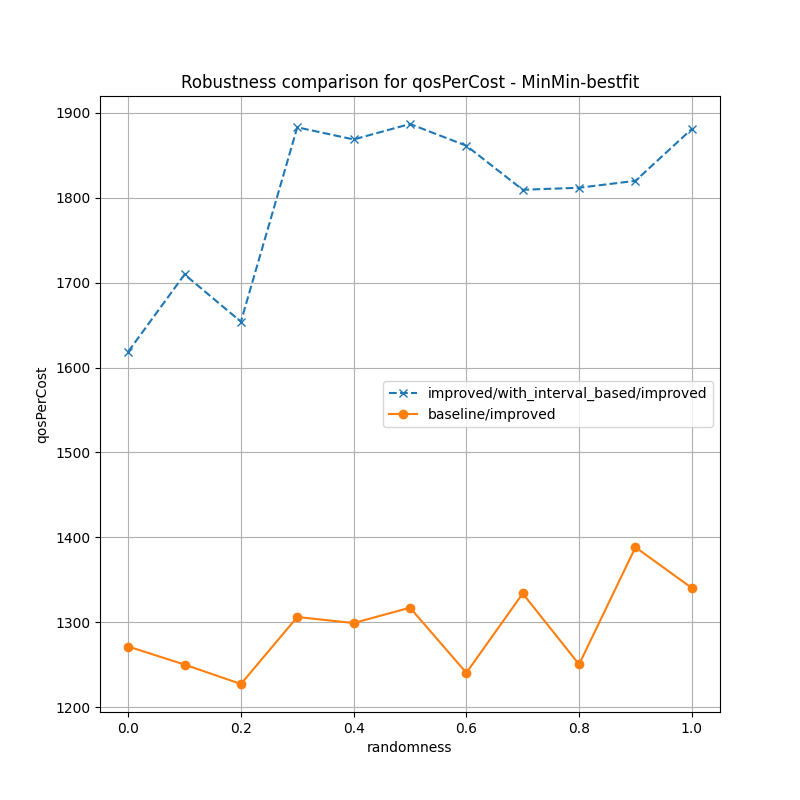 Robustness comparison for qosPerCost - MinMin-bestfit
1900
1800
1700
1600
1500
1400
1300
1200
qosPerCost
improved/with_interval_based/improved
baseline/improved
0.0 0.2 0.4 0.6 0.8 1.0
randomness